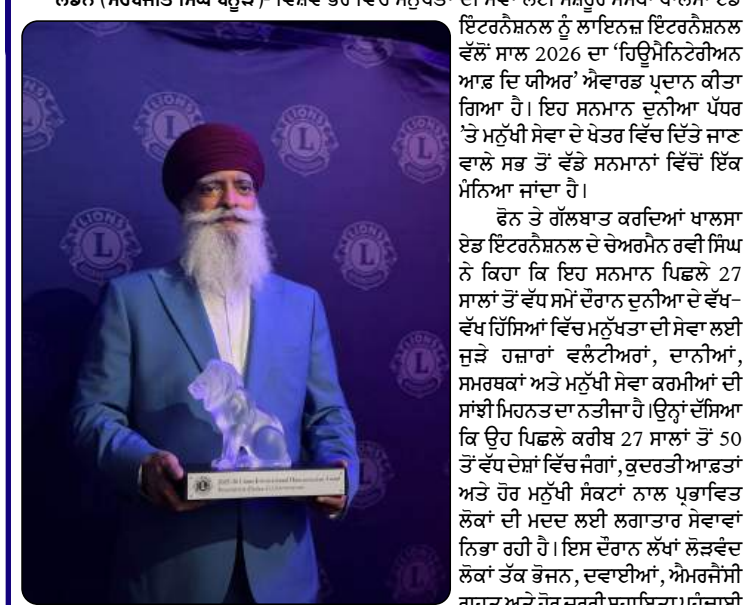 ਇੰਟਰਨੈਸ਼ਨਲ ਨੂੰ ਲਾਇਨਜ਼ ਇੰਟਰਨੈਸ਼ਨਲ
ਵੱਲੋਂ ਸਾਲ 2026 ਦਾ ‘ਹਿਊਮੈਨਿਟੇਰੀਅਨ
ਆਫ਼ ਦਿ ਯੀਅਰ’ ਐਵਾਰਡ ਪ੍ਰਦਾਨ ਕੀਤਾ
ਗਿਆ ਹੈ। ਇਹ ਸਨਮਾਨ ਦੁਨੀਆ ਪੱਧਰ
’ਤੇ ਮਨੁੱਖੀ ਸੇਵਾ ਦੇ ਖੇਤਰ ਵਿੱਚ ਦਿੱਤੇ ਜਾਣ
ਵਾਲੇ ਸਭ ਤੋਂ ਵੱਡੇ ਸਨਮਾਨਾਂ ਵਿੱਚੋਂ ਇੱਕ
ਮੰਨਿਆ ਜਾਂਦਾ ਹੈ।
ਫੋਨ ਤੇ ਗੱਲਬਾਤ ਕਰਦਿਆਂ ਖਾਲਸਾ
ਏਡ ਇੰਟਰਨੈਸ਼ਨਲ ਦੇ ਚੇਅਰਮੈਨ ਰਵੀ ਸਿੰਘ
ਨੇ ਕਿਹਾ ਕਿ ਇਹ ਸਨਮਾਨ ਪਿਛਲੇ 27
ਸਾਲਾਂ ਤੋਂ ਵੱਧ ਸਮੇਂ ਦੌਰਾਨ ਦੁਨੀਆ ਦੇ ਵੱਖ-
ਵੱਖ ਹਿੱਸਿਆਂ ਵਿੱਚ ਮਨੁੱਖਤਾ ਦੀ ਸੇਵਾ ਲਈ
ਜੁੜੇ ਹਜ਼ਾਰਾਂ ਵਲੰਟੀਅਰਾਂ, ਦਾਨੀਆਂ,
ਸਮਰਥਕਾਂ ਅਤੇ ਮਨੁੱਖੀ ਸੇਵਾ ਕਰਮੀਆਂ ਦੀ
ਸਾਂਝੀ ਮਿਹਨਤ ਦਾ ਨਤੀਜਾ ਹੈ।ਉਨ੍ਹਾਂ ਦੱਸਿਆ
ਕਿ ਉਹ ਪਿਛਲੇ ਕਰੀਬ 27 ਸਾਲਾਂ ਤੋਂ 50
ਤੋਂ ਵੱਧ ਦੇਸ਼ਾਂ ਵਿੱਚ ਜੰਗਾਂ, ਕੁਦਰਤੀ ਆਫ਼ਤਾਂ
ਅਤੇ ਹੋਰ ਮਨੁੱਖੀ ਸੰਕਟਾਂ ਨਾਲ ਪ੍ਰਭਾਵਿਤ
ਲੋਕਾਂ ਦੀ ਮਦਦ ਲਈ ਲਗਾਤਾਰ ਸੇਵਾਵਾਂ
ਨਿਭਾ ਰਹੀ ਹੈ। ਇਸ ਦੌਰਾਨ ਲੱਖਾਂ ਲੋੜਵੰਦ
ਲੋਕਾਂ ਤੱਕ ਭੋਜਨ, ਦਵਾਈਆਂ, ਐਮਰਜੈਂਸੀ
LIONS
L
INTERNATIONAL